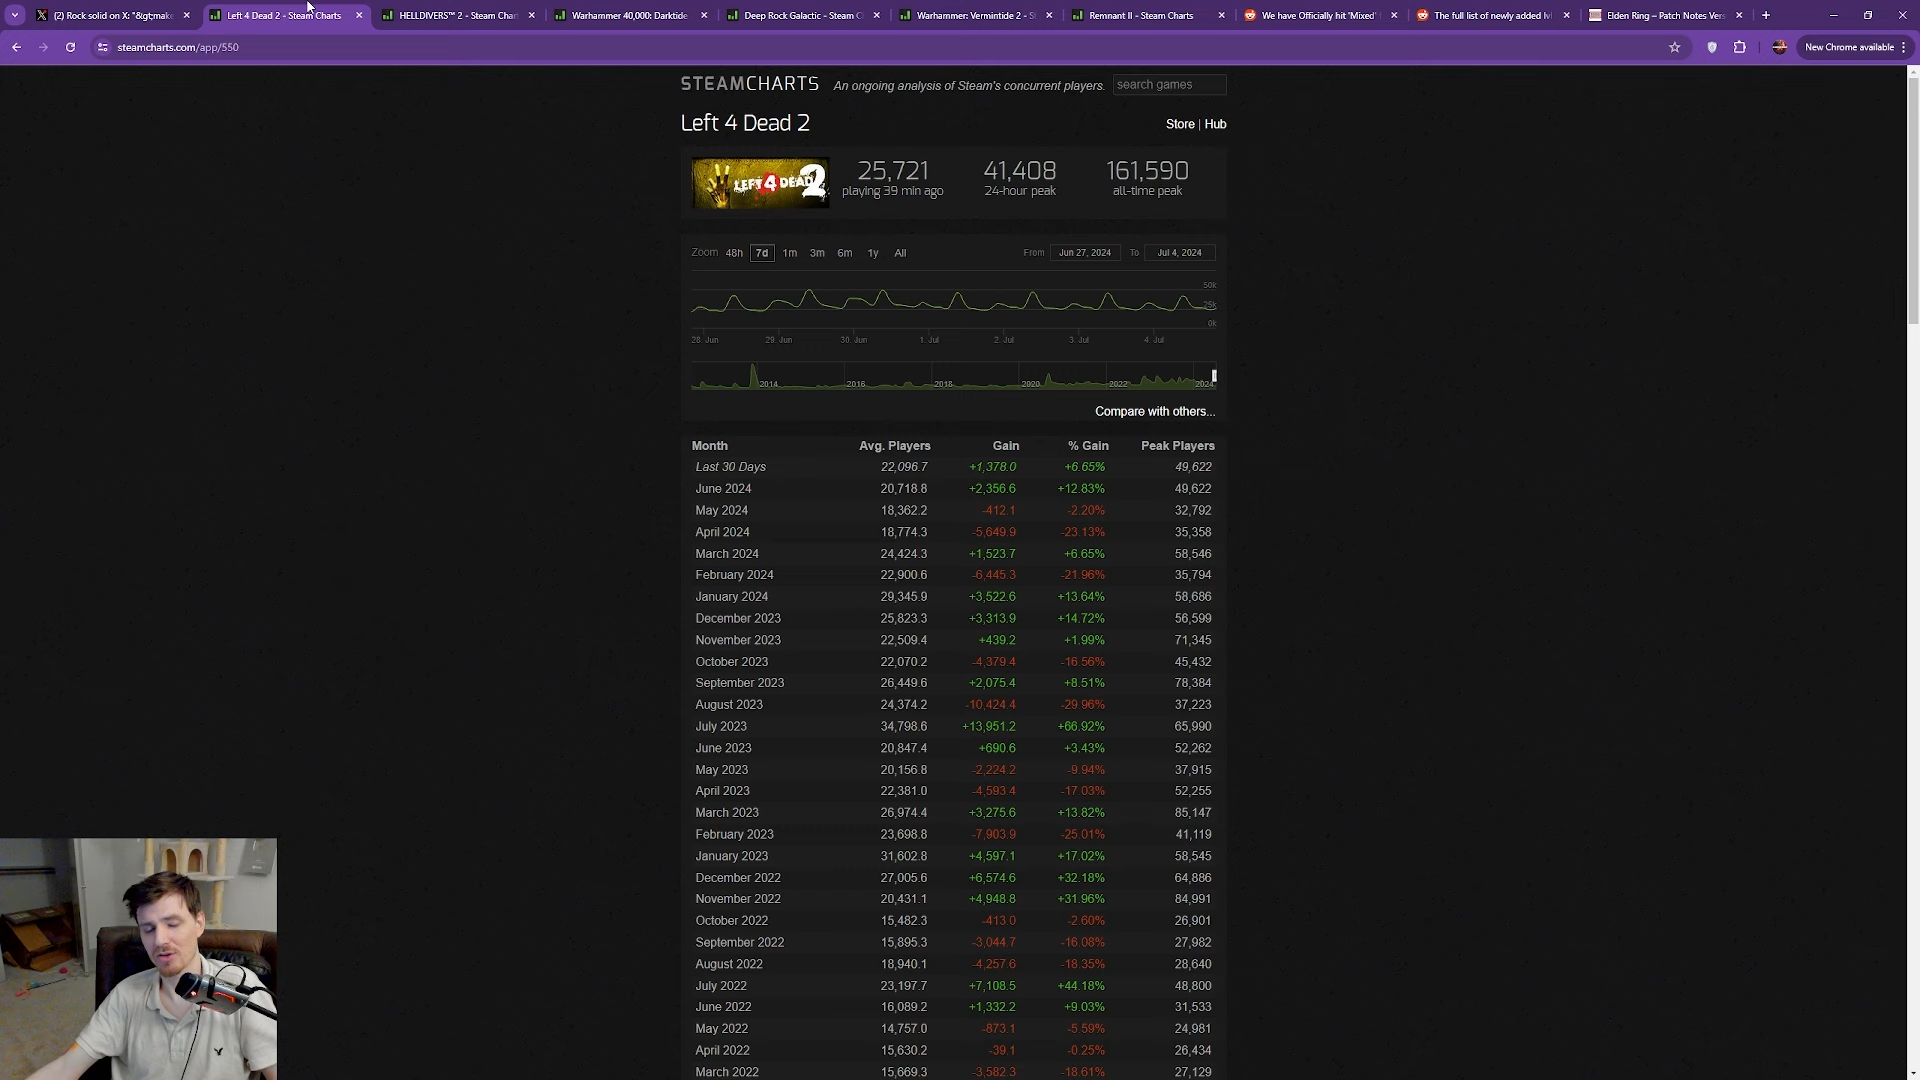 (2) Rock solid on X: "&gt;make
Left 4 Dead 2 - Steam Charts
HELLDIVERS™ 2 - Steam Char
Warhammer 40,000: Darktide
Deep Rock Galactic - Steam C
Warhammer: Vermintide 2 - S
Remnant II - Steam Charts
We have Officially hit 'Mixed'
The full list of newly added
Elden Ring – Patch Notes Vers
steamcharts.com/app/550
New Chrome available
STEAMCHARTS An ongoing analysis of Steam's concurrent players. search games
Left 4 Dead 2 Store | Hub
LEFT 4 DEAD 2
25,721 41,408 161,590
playing 39 min ago 24-hour peak all-time peak
Zoom 48h 7d 1m 3m 6m 1y All From Jun 27, 2024 To Jul 4, 2024
50k
25k
0k
28. Jun 29. Jun 30. Jun 1. Jul 2. Jul 3. Jul 4. Jul
2014 2016 2018 2020 2022 2024
Compare with others...
Month Avg. Players Gain % Gain Peak Players
Last 30 Days 22,096.7 +1,378.0 +6.65% 49,622
June 2024 20,718.8 +2,356.6 +12.83% 49,622
May 2024 18,362.2 -412.1 -2.20% 32,792
April 2024 18,774.3 -5,649.9 -23.13% 35,358
March 2024 24,424.3 +1,523.7 +6.65% 58,546
February 2024 22,900.6 -6,445.3 -21.96% 35,794
January 2024 29,345.9 +3,522.6 +13.64% 58,686
December 2023 25,823.3 +3,313.9 +14.72% 56,599
November 2023 22,509.4 +439.2 +1.99% 71,345
October 2023 22,070.2 -4,379.4 -16.56% 45,432
September 2023 26,449.6 +2,075.4 +8.51% 78,384
August 2023 24,374.2 -10,424.4 -29.96% 37,223
July 2023 34,798.6 +13,951.2 +66.92% 65,990
June 2023 20,847.4 +690.6 +3.43% 52,262
May 2023 20,156.8 -2,224.2 -9.94% 37,915
April 2023 22,381.0 -4,593.4 -17.03% 52,255
March 2023 26,974.4 +3,275.6 +13.82% 85,147
February 2023 23,698.8 -7,903.9 -25.01% 41,119
January 2023 31,602.8 +4,597.1 +17.02% 58,545
December 2022 27,005.6 +6,574.6 +32.18% 64,886
November 2022 20,431.1 +4,948.8 +31.96% 84,991
October 2022 15,482.3 -413.0 -2.60% 26,901
September 2022 15,895.3 -3,044.7 -16.08% 27,982
August 2022 18,940.1 -4,257.6 -18.35% 28,640
July 2022 23,197.7 +7,108.5 +44.18% 48,800
June 2022 16,089.2 +1,332.2 +9.03% 31,533
May 2022 14,757.0 -873.1 -5.59% 24,981
April 2022 15,630.2 -39.1 -0.25% 26,434
March 2022 15,669.3 -3,582.3 -18.61% 27,129